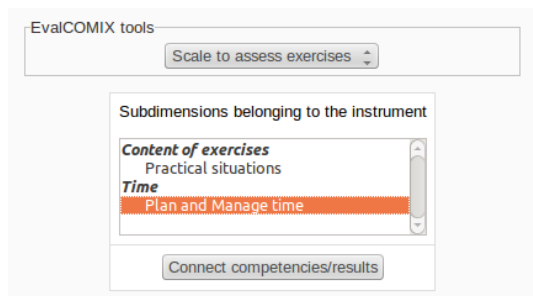 EvalCOMIX tools
Scale to assess exercises
Subdimensions belonging to the instrument
Content of exercises
Practical situations
Time
Plan and Manage time
Connect competencies/results